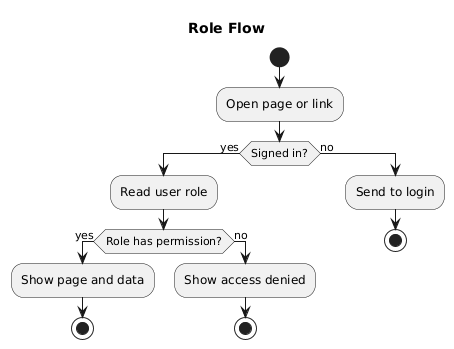 Role Flow
Open page or link
Signed in?
yes
no
Read user role
Send to login
Role has permission?
yes
no
Show page and data
Show access denied